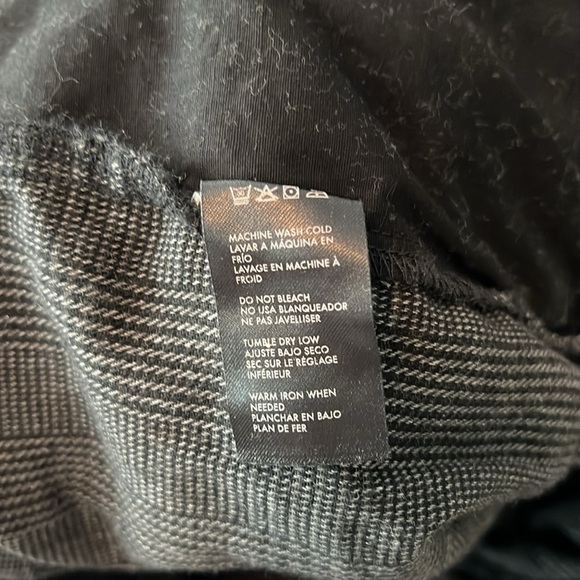 MACHINE WASH COLD
LAVAR A MÁQUINA EN
FRÍO
LAVAGE EN MACHINE À
FROID
DO NOT BLEACH
NO USA BLANQUEADOR
NE PAS JAVELLISER
TUMBLE DRY LOW
AJUSTE BAJO SECO
SEC SUR LE RÉGLAGE
INFÉRIEUR
WARM IRON WHEN
NEEDED
PLANCHAR EN BAJO
PLAN DE FER